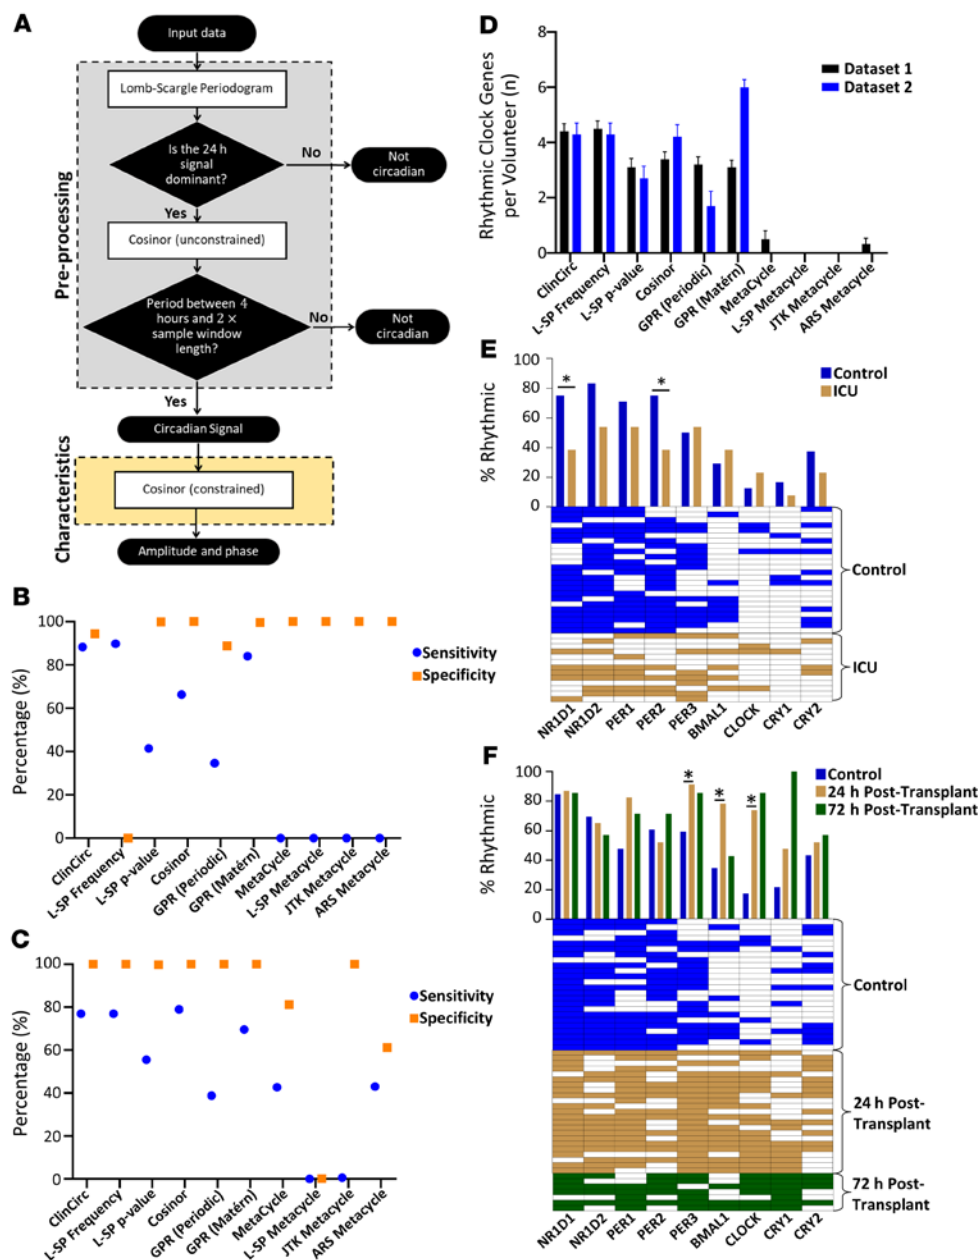 A
Input data
Lomb-Scargle Periodogram
Is the 24 h
signal
dominant?
No
Not
circadian
Yes
Cosinor (unconstrained)
Period between 4
hours and 2 ×
sample window
length?
No
Not
circadian
Yes
Circadian Signal
Cosinor (constrained)
Amplitude and phase
Pre-processing
Characteristics
B
Percentage (%)
100
80
60
40
20
0
Sensitivity
Specificity
ClinCirc
L-SP Frequency
L-SP p-value
Cosinor
GPR (Periodic)
GPR (Matérn)
MetaCycle
L-SP Metacycle
JTK Metacycle
ARS Metacycle
C
Percentage (%)
100
80
60
40
20
0
Sensitivity
Specificity
ClinCirc
L-SP Frequency
L-SP p-value
Cosinor
GPR (Periodic)
GPR (Matérn)
MetaCycle
L-SP Metacycle
JTK Metacycle
ARS Metacycle
D
Rhythmic Clock Genes
per Volunteer (n)
8
6
4
2
0
Dataset 1
Dataset 2
ClinCirc
L-SP Frequency
L-SP p-value
Cosinor
GPR (Periodic)
GPR (Matérn)
MetaCycle
L-SP Metacycle
JTK Metacycle
ARS Metacycle
E
% Rhythmic
100
80
60
40
20
0
*
*
Control
ICU
Control
ICU
NR1D1
NR1D2
PER1
PER2
PER3
BMAL1
CLOCK
CRY1
CRY2
F
% Rhythmic
100
80
60
40
20
0
*
*
*
Control
24 h Post-Transplant
72 h Post-Transplant
Control
24 h Post-
Transplant
72 h Post-
Transplant
NR1D1
NR1D2
PER1
PER2
PER3
BMAL1
CLOCK
CRY1
CRY2